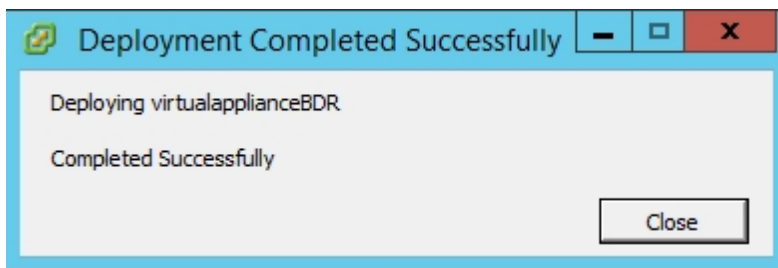 Deployment Completed Successfully
Deploying virtualapplianceBDR
Completed Successfully
Close